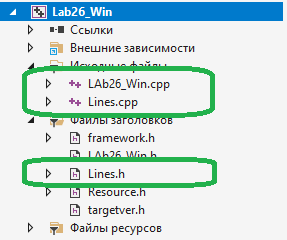 Lab26_Win
Ссылки
Внешние зависимости
Исходные файлы
LAb26_Win.cpp
Lines.cpp
Файлы заголовков
framework.h
LAb26_Win.h
Lines.h
Resource.h
targetver.h
Файлы ресурсов